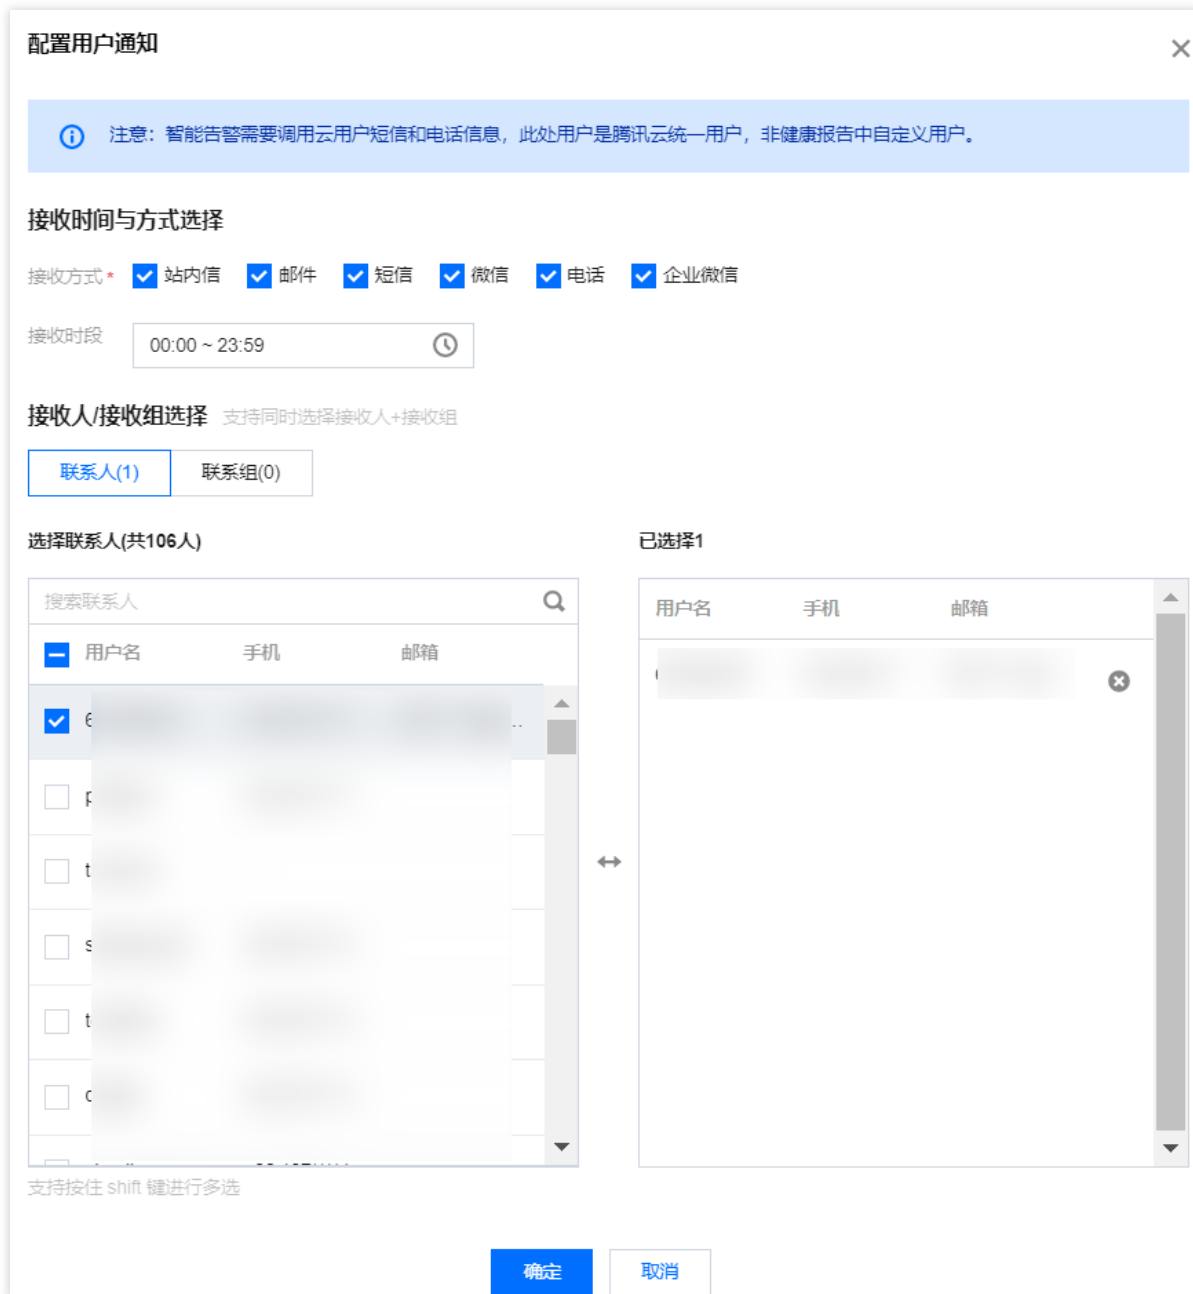 配置用户通知
注意：智能告警需要调用云用户短信和电话信息，此处用户是腾讯云统一用户，非健康报告中自定义用户。
接收时间与方式选择
接收方式 * 站内信 邮件 短信 微信 电话 企业微信
接收时段 00:00 ~ 23:59
接收人/接收组选择 支持同时选择接收人+接收组
联系人(1) 联系组(0)
选择联系人(共106人)
搜索联系人
用户名 手机 邮箱
6
p
t
s
t
c
支持按住 shift 键进行多选
已选择1
用户名 手机 邮箱
确定 取消